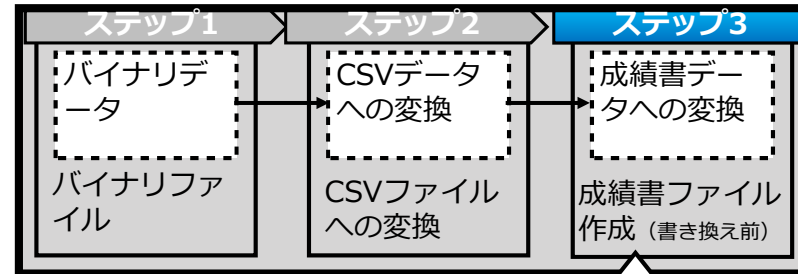 ステップ1
ステップ2
ステップ3
バイナリデ
ータ
CSVデータ
への変換
成績書デー
タへの変換
バイナリファ
イル
CSVファイル
への変換
成績書ファイル
作成（書き換え前）